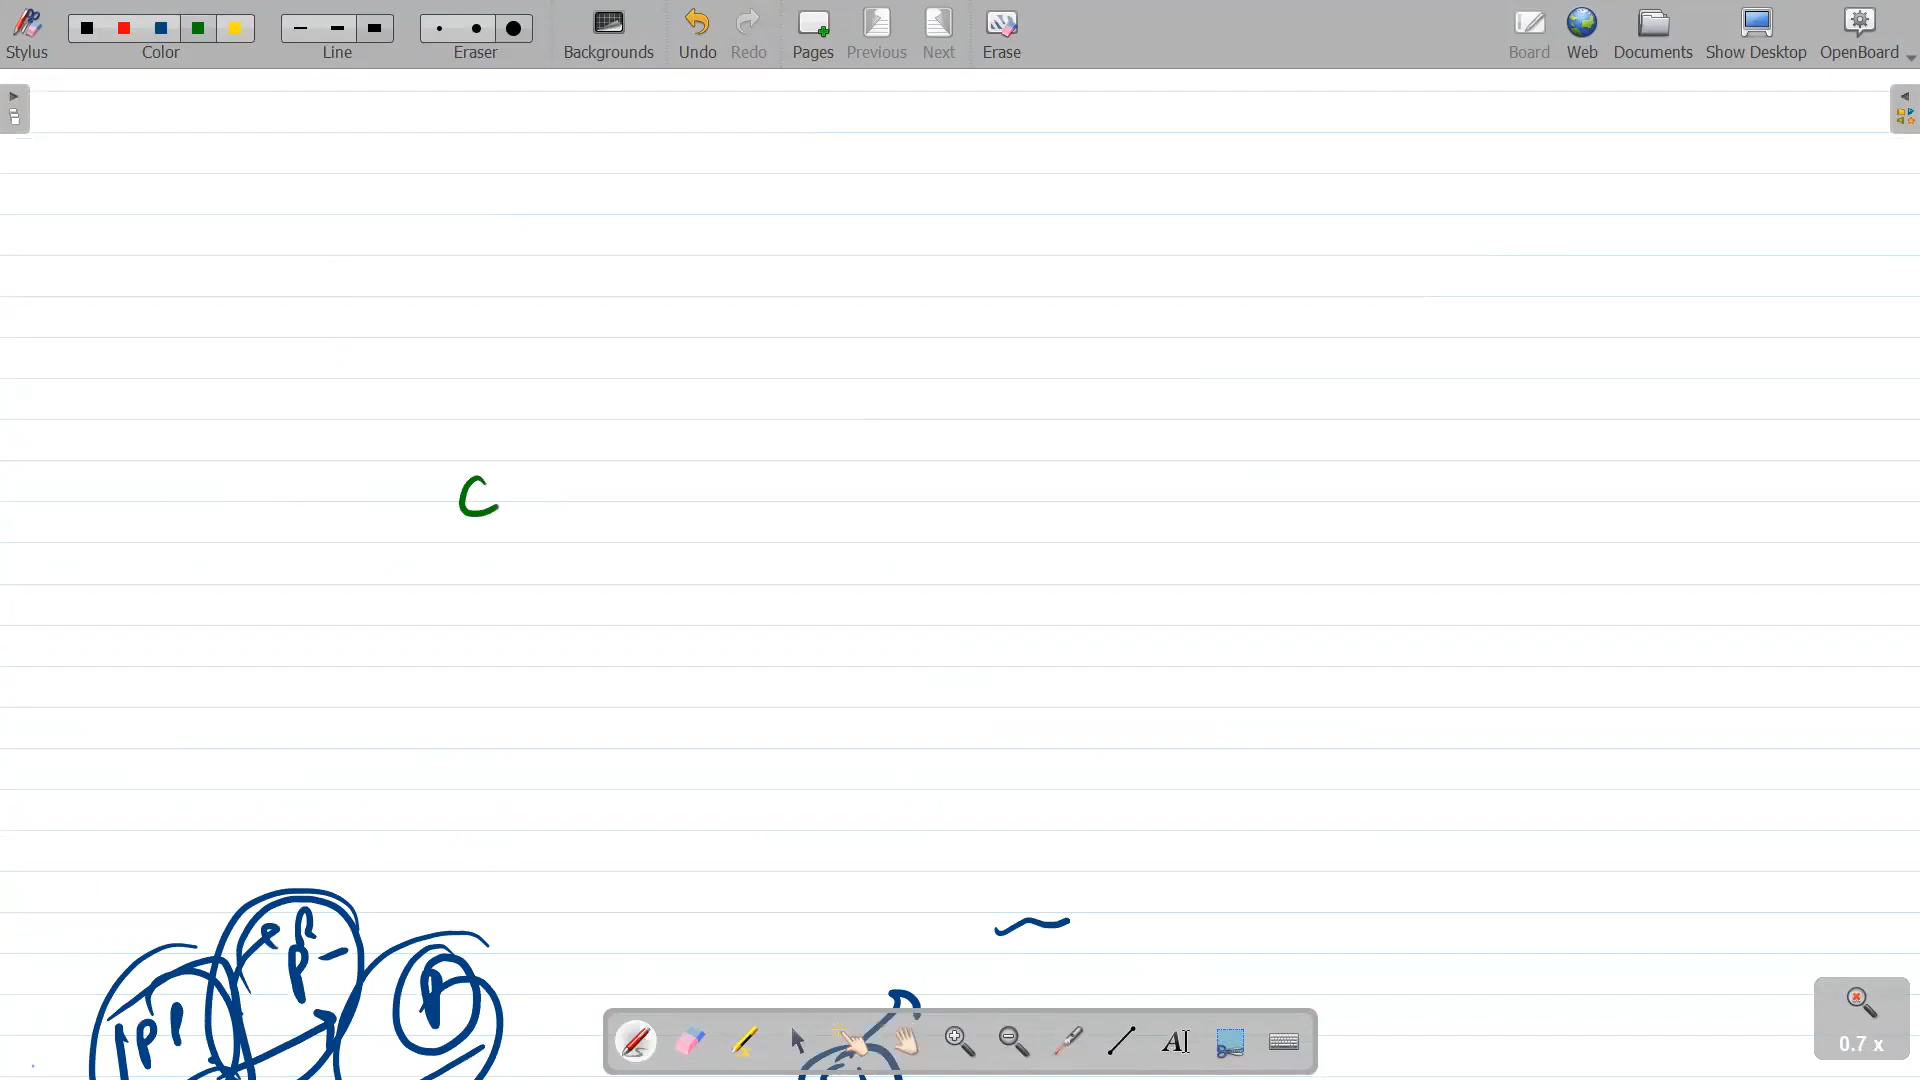 Stylus Color Line Eraser Backgrounds Undo Redo Pages Previous Next Erase Board Web Documents Show Desktop OpenBoard
C
P
0.7 x